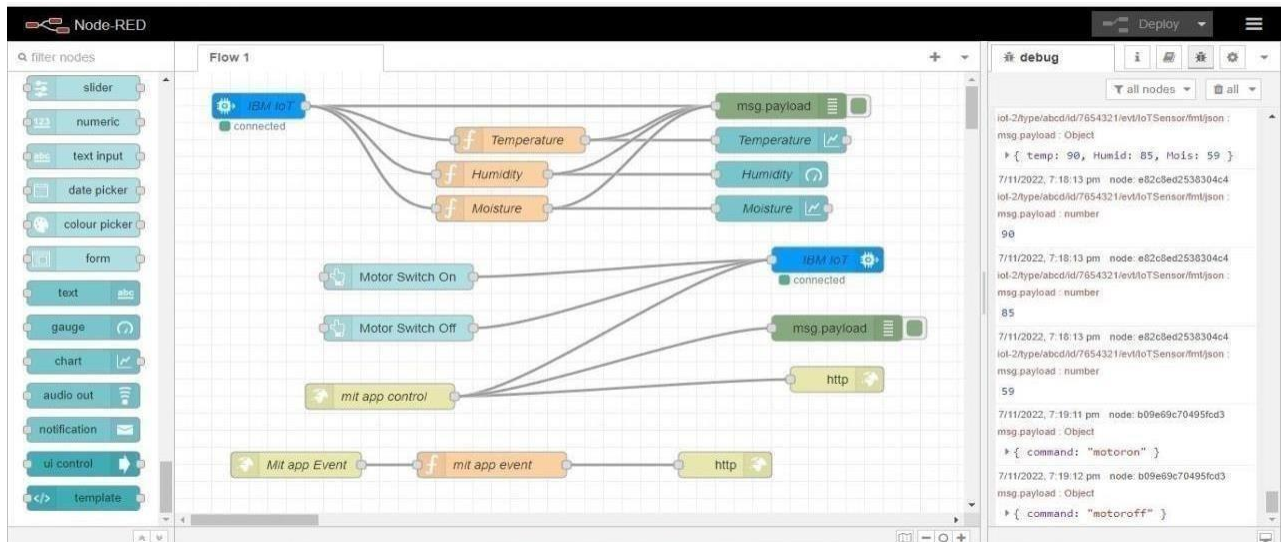 Node-RED
Deploy
filter nodes
slider
123 numeric
abc text input
date picker
colour picker
form
text abc
gauge
chart
audio out
notification
ui control
</> template
Flow 1
IBM IoT
connected
f Temperature
f Humidity
f Moisture
msg.payload
Temperature
Humidity
Moisture
Motor Switch On
Motor Switch Off
IBM IoT
connected
msg.payload
mit app control
http
Mit app Event
f mit app event
http
debug
i
all nodes
all
iot-2/type/abcd/id/7654321/evt/IoTSensor/fmt/json :
msg.payload : Object
{ temp: 90, Humid: 85, Mois: 59 }
7/11/2022, 7:18:13 pm node: e82c8ed2538304c4
iot-2/type/abcd/id/7654321/evt/IoTSensor/fmt/json :
msg.payload : number
90
7/11/2022, 7:18:13 pm node: e82c8ed2538304c4
iot-2/type/abcd/id/7654321/evt/IoTSensor/fmt/json :
msg.payload : number
85
7/11/2022, 7:18:13 pm node: e82c8ed2538304c4
iot-2/type/abcd/id/7654321/evt/IoTSensor/fmt/json :
msg.payload : number
59
7/11/2022, 7:19:11 pm node: b09e69c70495fcd3
msg.payload : Object
{ command: "motoron" }
7/11/2022, 7:19:12 pm node: b09e69c70495fcd3
msg.payload : Object
{ command: "motoroff" }